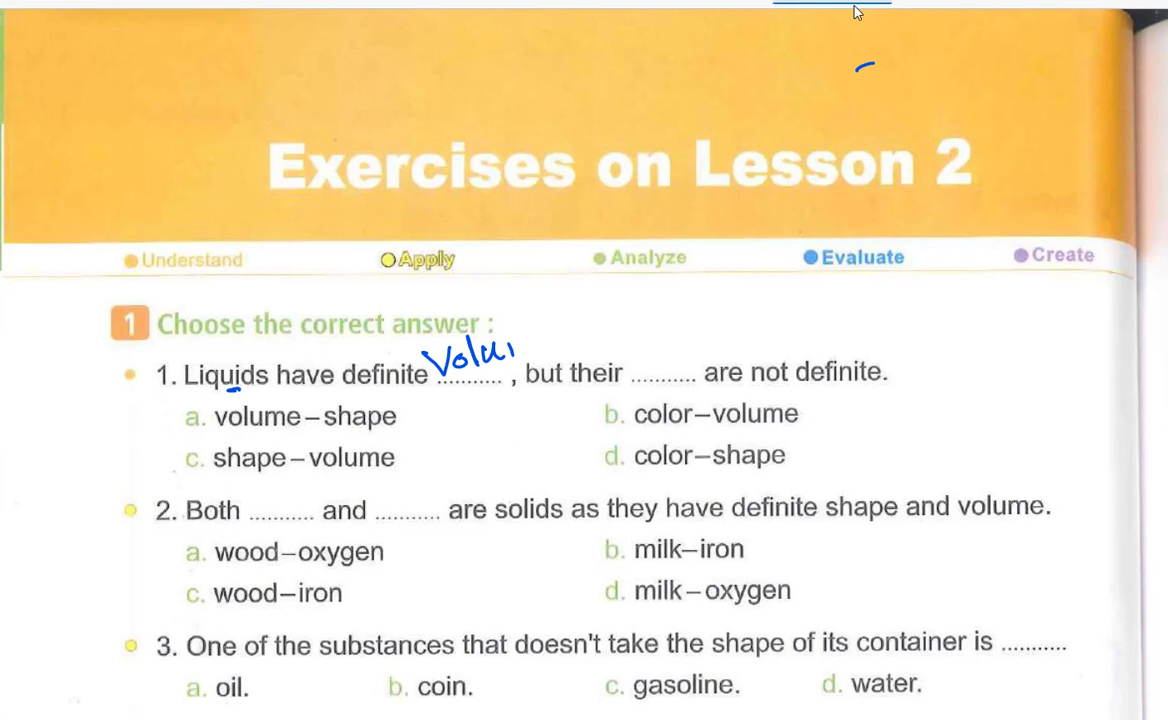 Exercises on Lesson 2
Understand Apply Analyze Evaluate Create
1 Choose the correct answer :
Volu
1. Liquids have definite ........... , but their ........... are not definite.
a. volume–shape b. color–volume
c. shape–volume d. color–shape
2. Both ........... and ........... are solids as they have definite shape and volume.
a. wood–oxygen b. milk–iron
c. wood–iron d. milk–oxygen
3. One of the substances that doesn't take the shape of its container is ...........
a. oil. b. coin. c. gasoline. d. water.